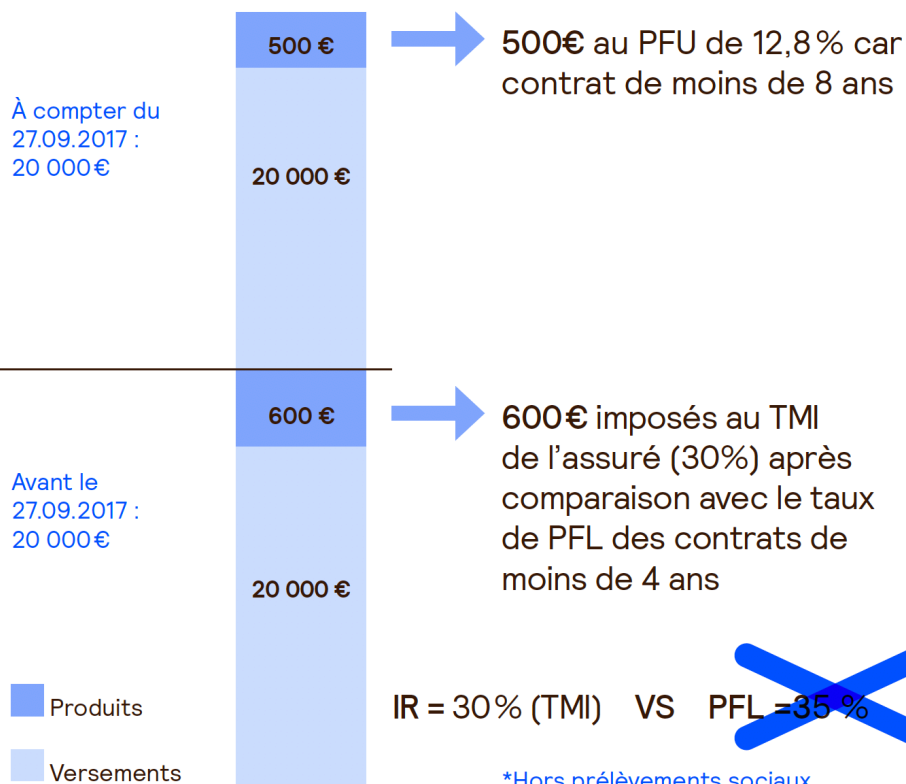 500 €
500€ au PFU de 12,8% car
contrat de moins de 8 ans
À compter du
27.09.2017 :
20 000€
20 000 €
600 €
600€ imposés au TMI
de l'assuré (30%) après
comparaison avec le taux
de PFL des contrats de
moins de 4 ans
Avant le
27.09.2017 :
20 000€
20 000 €
Produits
IR = 30% (TMI) VS PFL =35 %
Versements
*Hors prélèvements sociaux